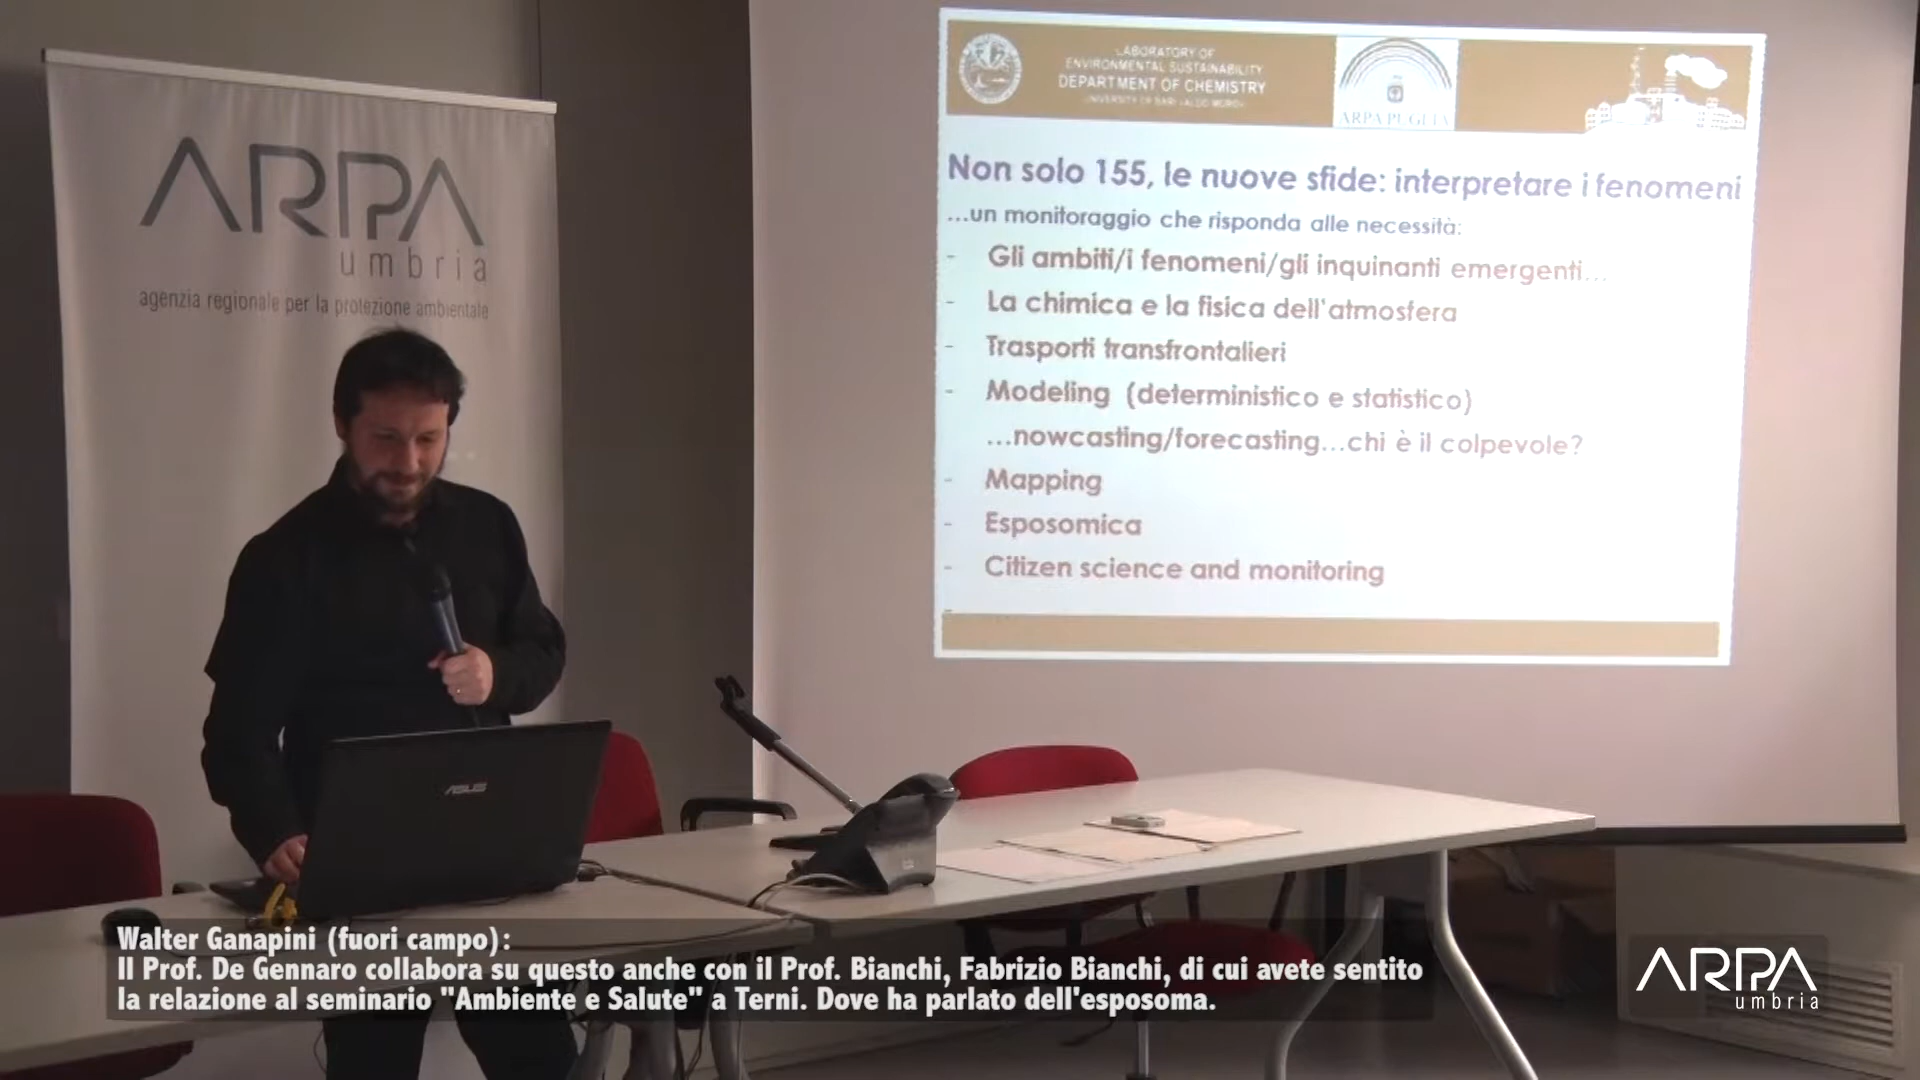 ARPA
umbria
agenzia regionale per la protezione ambientale
LABORATORY OF
ENVIRONMENTAL SUSTAINABILITY
DEPARTMENT OF CHEMISTRY
UNIVERSITY OF BARI ALDO MORO
ARPA PUGLIA
Non solo 155, le nuove sfide: interpretare i fenomeni
...un monitoraggio che risponda alle necessità:
- Gli ambiti/i fenomeni/gli inquinanti emergenti...
- La chimica e la fisica dell'atmosfera
- Trasporti transfrontalieri
- Modeling (deterministico e statistico)
...nowcasting/forecasting...chi è il colpevole?
- Mapping
- Esposomica
- Citizen science and monitoring
-
ASUS
Walter Ganapini (fuori campo):
Il Prof. De Gennaro collabora su questo anche con il Prof. Bianchi, Fabrizio Bianchi, di cui avete sentito
la relazione al seminario "Ambiente e Salute" a Terni. Dove ha parlato dell'esposoma.
ARPA
umbria